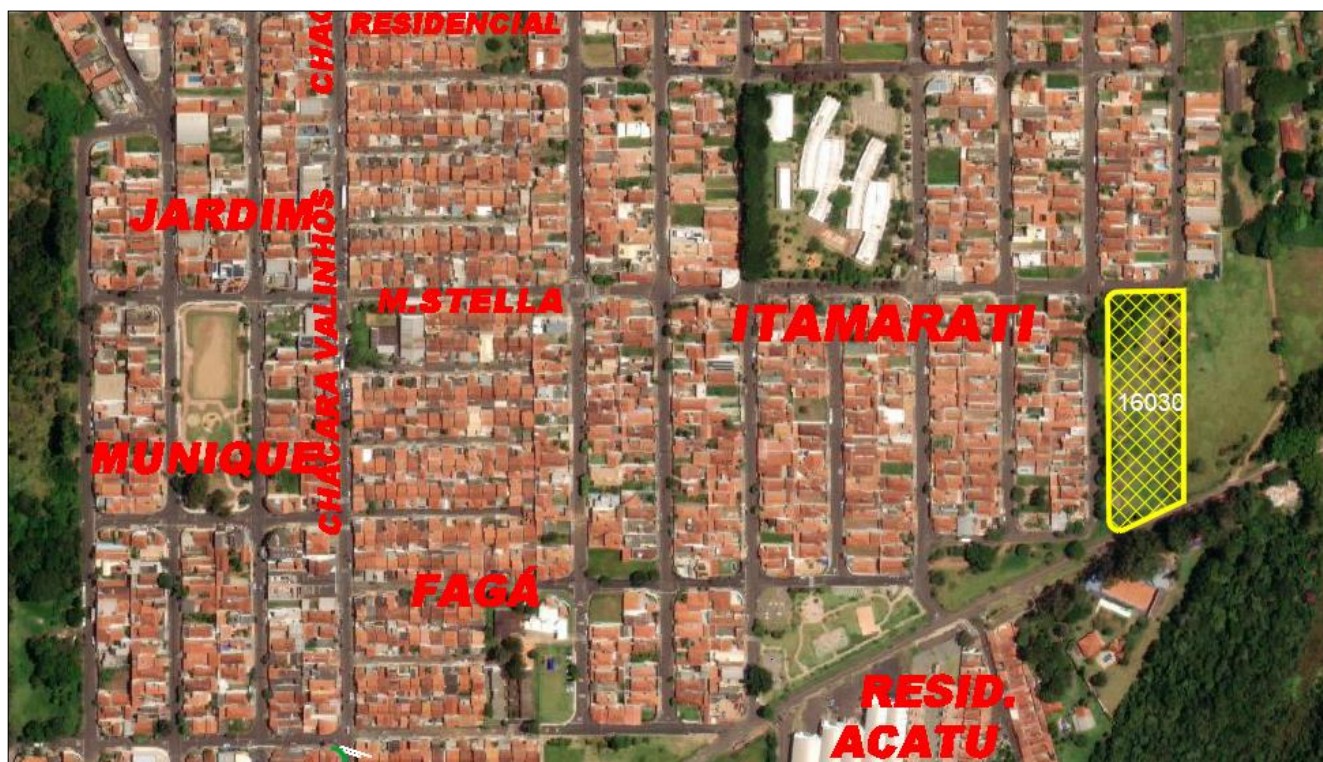 RESIDENCIAL
CHAC
JARDIM
CHÁCARA VALINHOS
M.STELLA
ITAMARATI
16030
MUNIQUE
FAGÁ
RESID.
ACATU